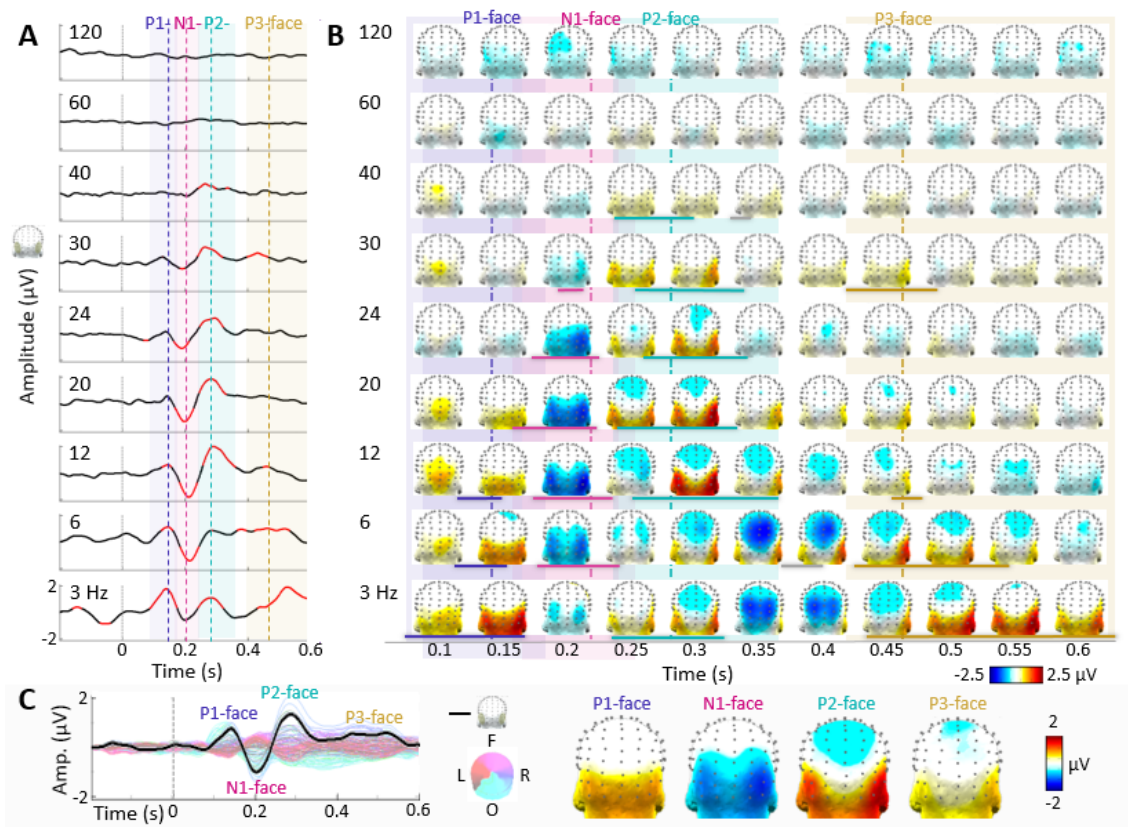 A
P1- N1- P2- P3-face
120
60
40
30
24
20
12
6
3 Hz
2
-2
Amplitude (µV)
0 0.2 0.4 0.6
Time (s)
B
P1-face N1-face P2-face P3-face
120
60
40
30
24
20
12
6
3 Hz
0.1 0.15 0.2 0.25 0.3 0.35 0.4 0.45 0.5 0.55 0.6
Time (s)
-2.5 2.5 µV
C
Amp. (µV)
2
-2
P1-face
P2-face
P3-face
N1-face
Time (s) 0 0.2 0.4 0.6
F
L R
O
P1-face N1-face P2-face P3-face
2
µV
-2